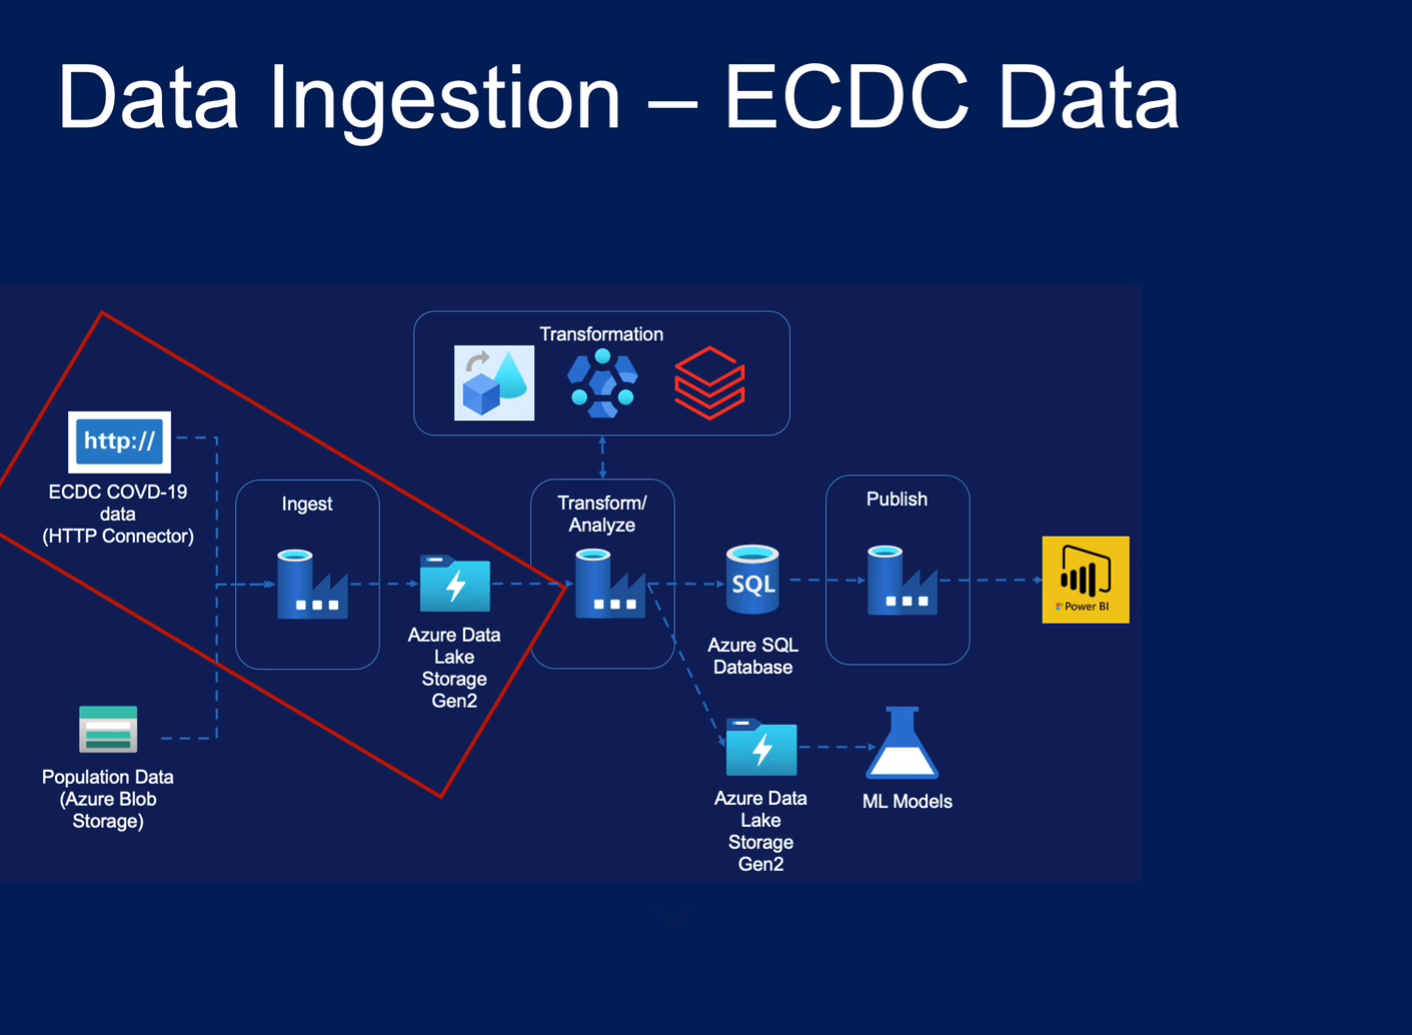 Data Ingestion – ECDC Data
Transformation
http://
ECDC COVD-19
data
(HTTP Connector)
Ingest
Azure Data
Lake
Storage
Gen2
Transform/
Analyze
SQL
Azure SQL
Database
Publish
Power BI
Population Data
(Azure Blob
Storage)
Azure Data
Lake
Storage
Gen2
ML Models